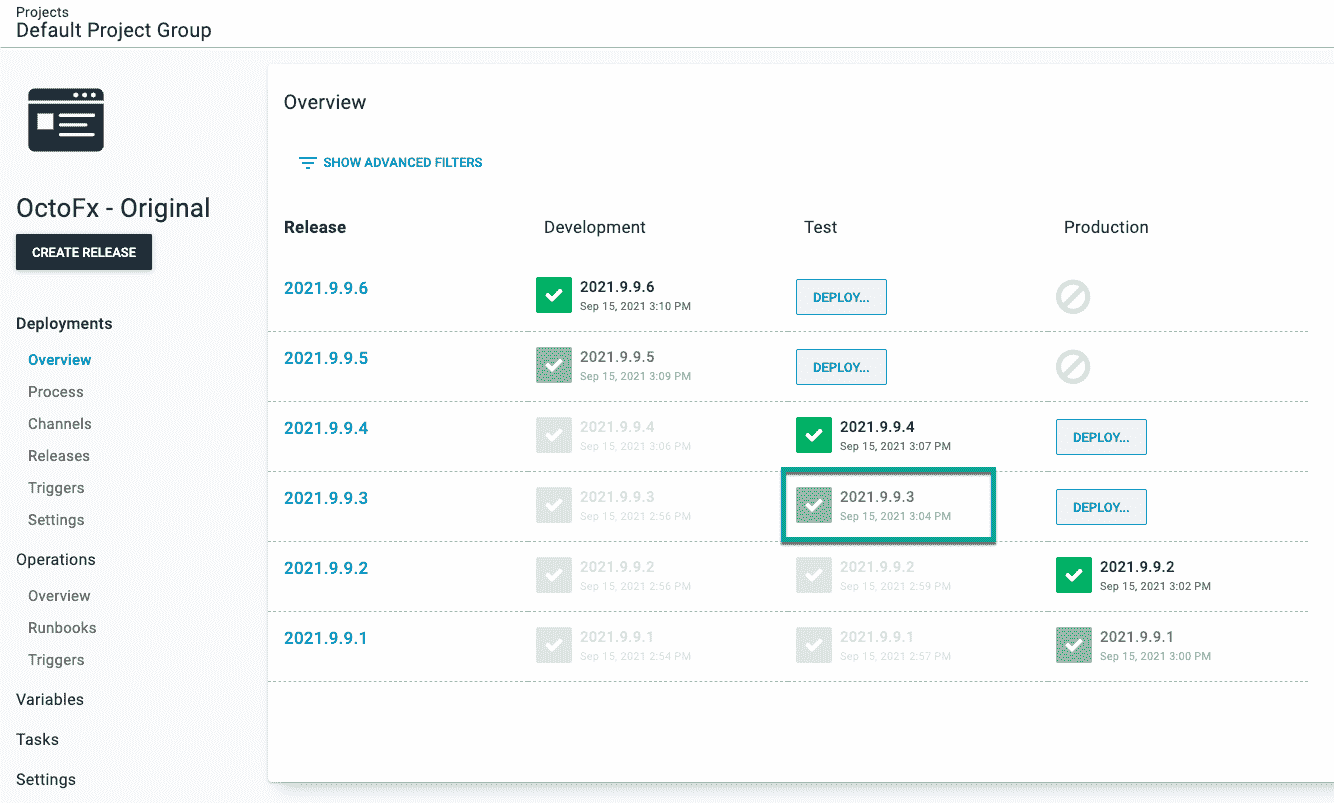 Projects
Default Project Group
OctoFx - Original
CREATE RELEASE
Deployments
Overview
Process
Channels
Releases
Triggers
Settings
Operations
Overview
Runbooks
Triggers
Variables
Tasks
Settings
Overview
SHOW ADVANCED FILTERS
Release Development Test Production
2021.9.9.6 2021.9.9.6 DEPLOY...
Sep 15, 2021 3:10 PM
2021.9.9.5 2021.9.9.5 DEPLOY...
Sep 15, 2021 3:09 PM
2021.9.9.4 2021.9.9.4 2021.9.9.4 DEPLOY...
Sep 15, 2021 3:06 PM Sep 15, 2021 3:07 PM
2021.9.9.3 2021.9.9.3 2021.9.9.3 DEPLOY...
Sep 15, 2021 2:56 PM Sep 15, 2021 3:04 PM
2021.9.9.2 2021.9.9.2 2021.9.9.2 2021.9.9.2
Sep 15, 2021 2:56 PM Sep 15, 2021 2:59 PM Sep 15, 2021 3:02 PM
2021.9.9.1 2021.9.9.1 2021.9.9.1 2021.9.9.1
Sep 15, 2021 2:54 PM Sep 15, 2021 2:57 PM Sep 15, 2021 3:00 PM